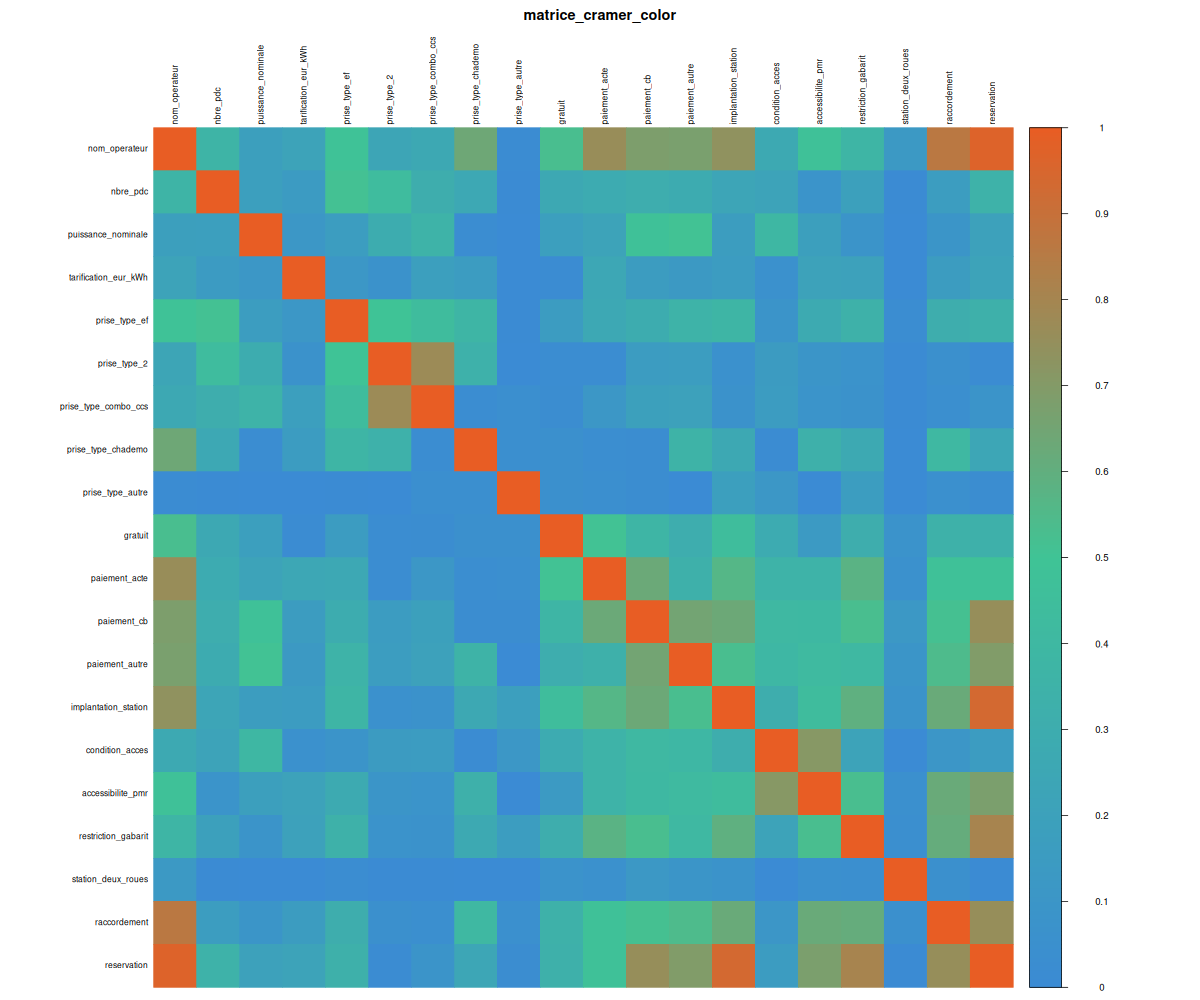 matrice_cramer_color
nom_operateur
nbre_pdc
puissance_nominale
tarification_eur_kWh
prise_type_ef
prise_type_2
prise_type_combo_ccs
prise_type_chademo
prise_type_autre
gratuit
paiement_acte
paiement_cb
paiement_autre
implantation_station
condition_acces
accessibilite_pmr
restriction_gabarit
station_deux_roues
raccordement
reservation
nom_operateur
nbre_pdc
puissance_nominale
tarification_eur_kWh
prise_type_ef
prise_type_2
prise_type_combo_ccs
prise_type_chademo
prise_type_autre
gratuit
paiement_acte
paiement_cb
paiement_autre
implantation_station
condition_acces
accessibilite_pmr
restriction_gabarit
station_deux_roues
raccordement
reservation
1
0.9
0.8
0.7
0.6
0.5
0.4
0.3
0.2
0.1
0